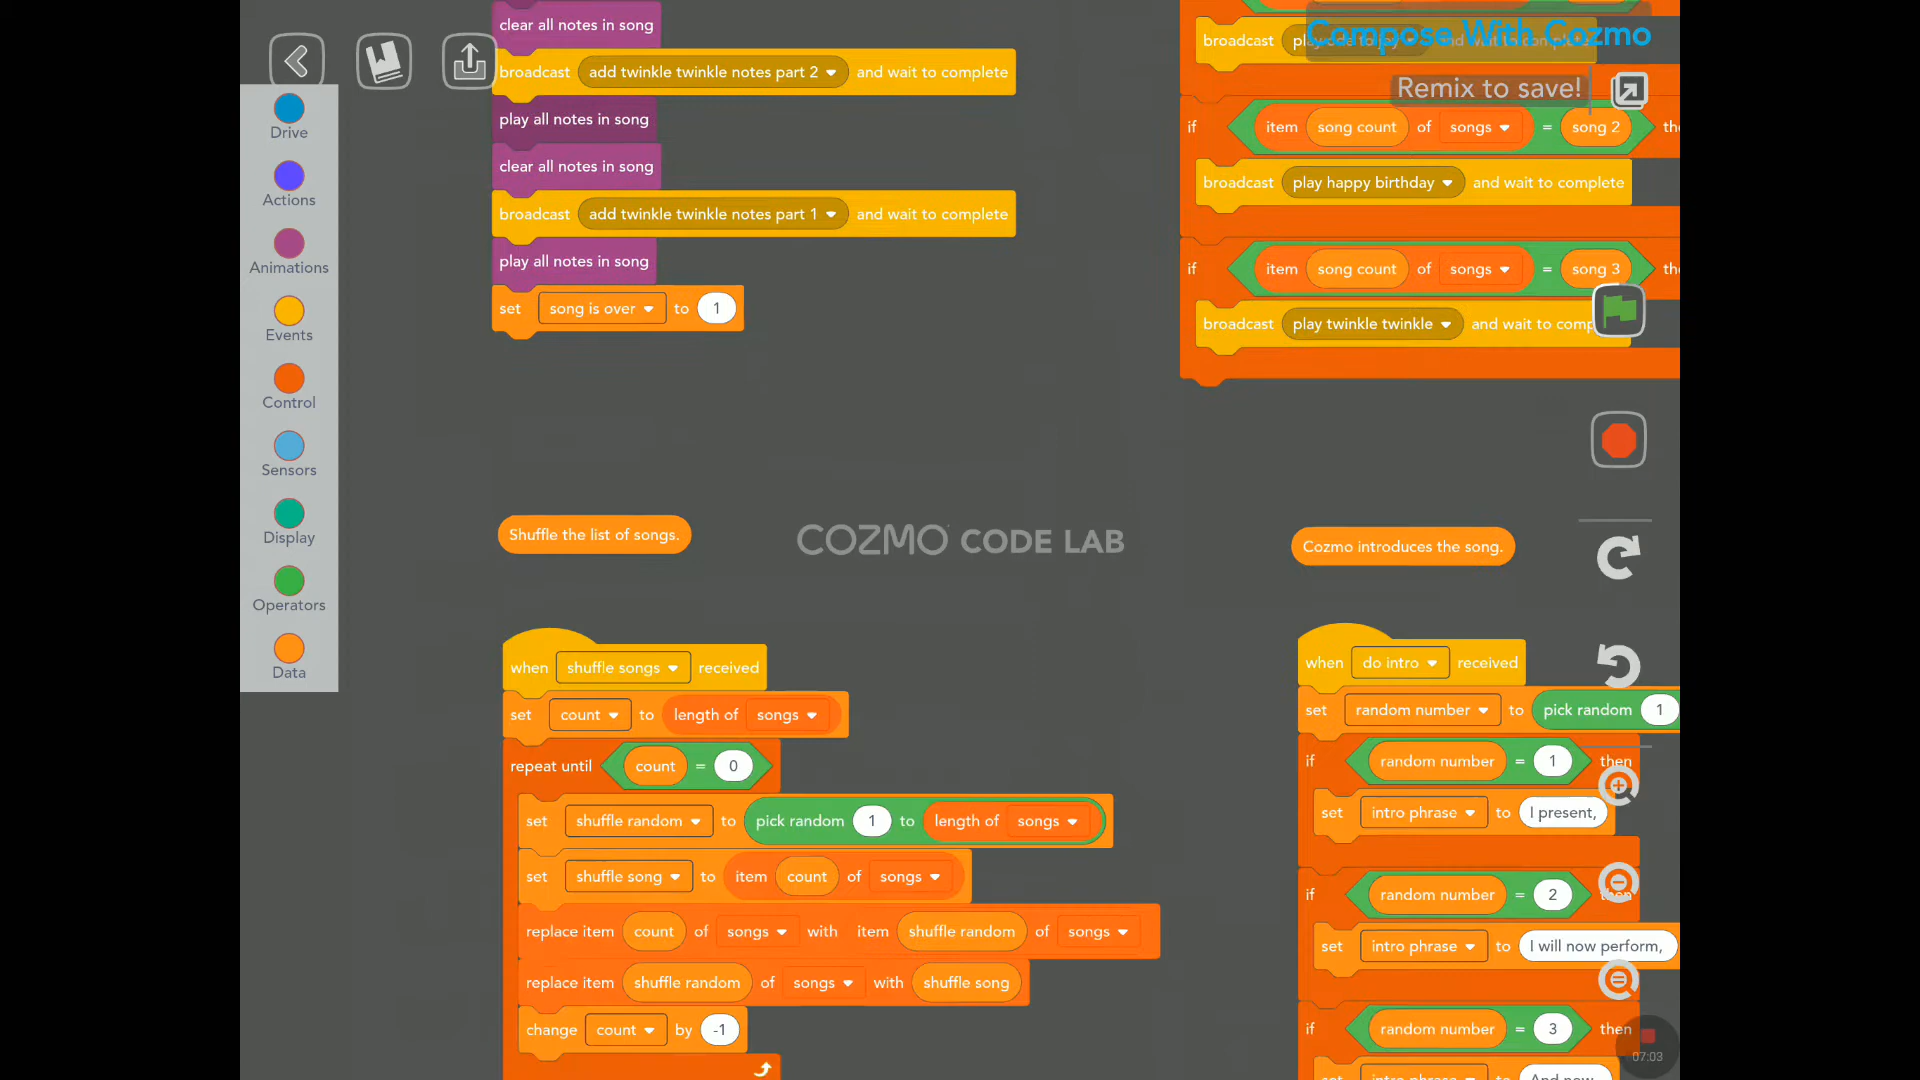 clear all notes in song
broadcast add twinkle twinkle notes part 2 and wait to complete
play all notes in song
clear all notes in song
broadcast add twinkle twinkle notes part 1 and wait to complete
play all notes in song
set song is over to 1
Compose With Cozmo
Remix to save!
broadcast
if item song count of songs = song 2 the
broadcast play happy birthday and wait to complete
if item song count of songs = song 3 the
broadcast play twinkle twinkle and wait to comp
Drive
Actions
Animations
Events
Control
Sensors
Display
Operators
Data
COZMO CODE LAB
Shuffle the list of songs.
when shuffle songs received
set count to length of songs
repeat until count = 0
set shuffle random to pick random 1 to length of songs
set shuffle song to item count of songs
replace item count of songs with item shuffle random of songs
replace item shuffle random of songs with shuffle song
change count by -1
Cozmo introduces the song.
when do intro received
set random number to pick random 1
if random number = 1 then
set intro phrase to I present,
if random number = 2 then
set intro phrase to I will now perform,
if random number = 3 then
07:03